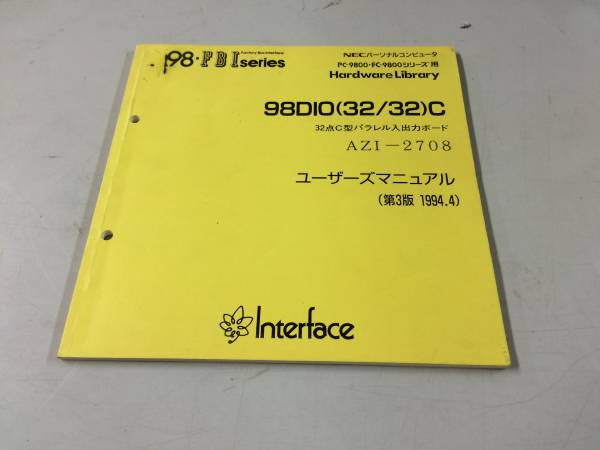 Factory Bus Interface
98・FBI series
NECパーソナルコンピュータ
PC-9800・FC-9800シリーズ用
Hardware Library
98DIO(32/32)C
32点C型パラレル入出力ボード
AZI-2708
ユーザーズマニュアル
(第3版 1994.4)
Interface